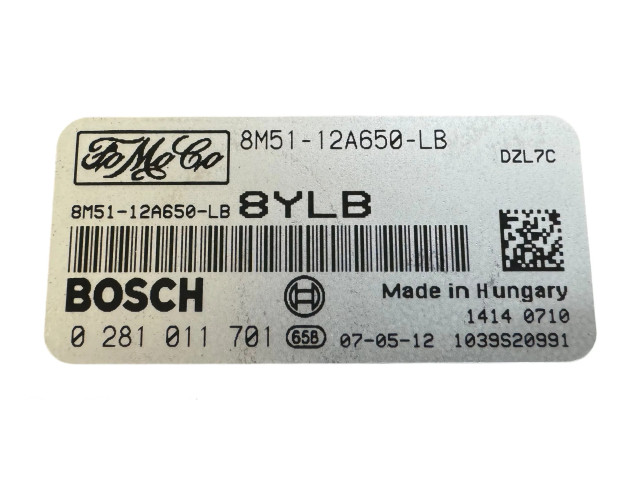 FoMoCo
8M51-12A650-LB
DZL7C
8M51-12A650-LB 8YLB
BOSCH
Made in Hungary
1414 0710
0 281 011 701 65B 07-05-12 1039S20991